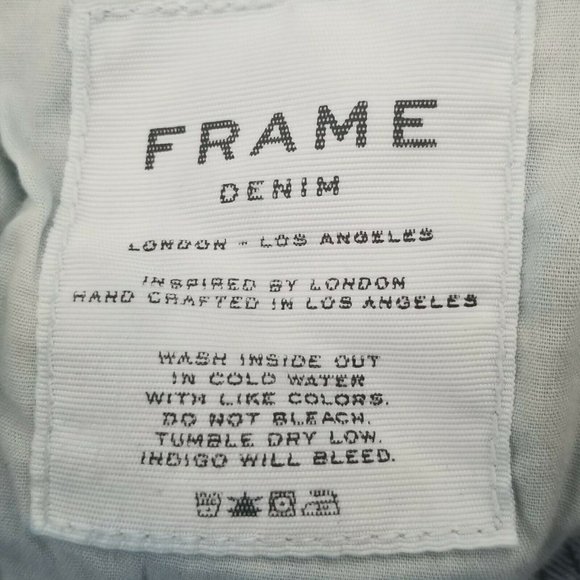 FRAME
DENIM
LONDON - LOS ANGELES
INSPIRED BY LONDON
HAND CRAFTED IN LOS ANGELES
WASH INSIDE OUT
IN COLD WATER
WITH LIKE COLORS.
DO NOT BLEACH.
TUMBLE DRY LOW.
INDIGO WILL BLEED.